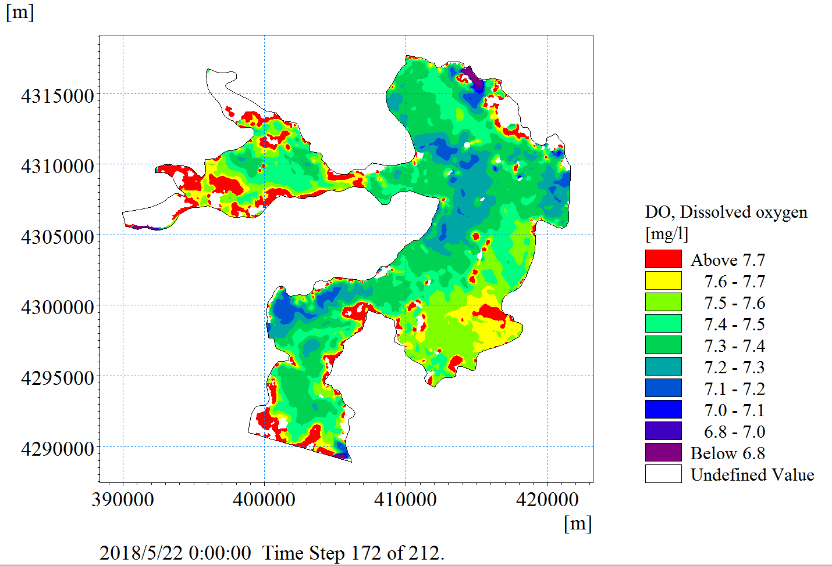 [m]
4315000
4310000
4305000
4300000
4295000
4290000
390000 400000 410000 420000
[m]
2018/5/22 0:00:00 Time Step 172 of 212.
DO, Dissolved oxygen
[mg/l]
Above 7.7
7.6 - 7.7
7.5 - 7.6
7.4 - 7.5
7.3 - 7.4
7.2 - 7.3
7.1 - 7.2
7.0 - 7.1
6.8 - 7.0
Below 6.8
Undefined Value